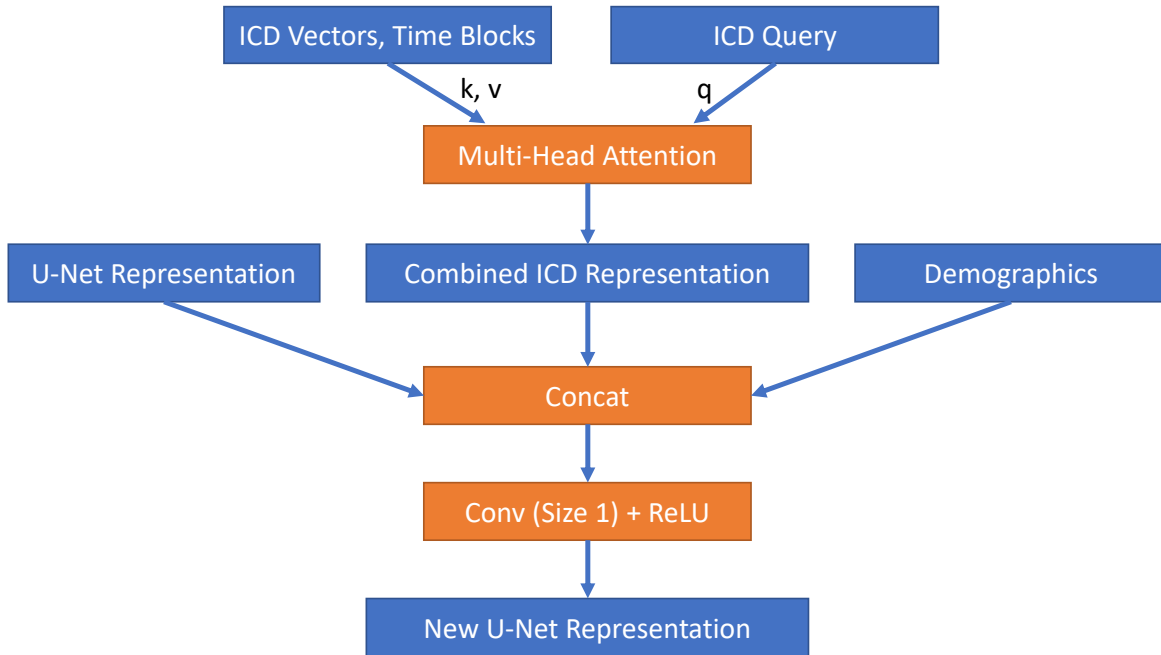 ICD Vectors, Time Blocks
ICD Query
k, v
q
Multi-Head Attention
U-Net Representation
Combined ICD Representation
Demographics
Concat
Conv (Size 1) + ReLU
New U-Net Representation